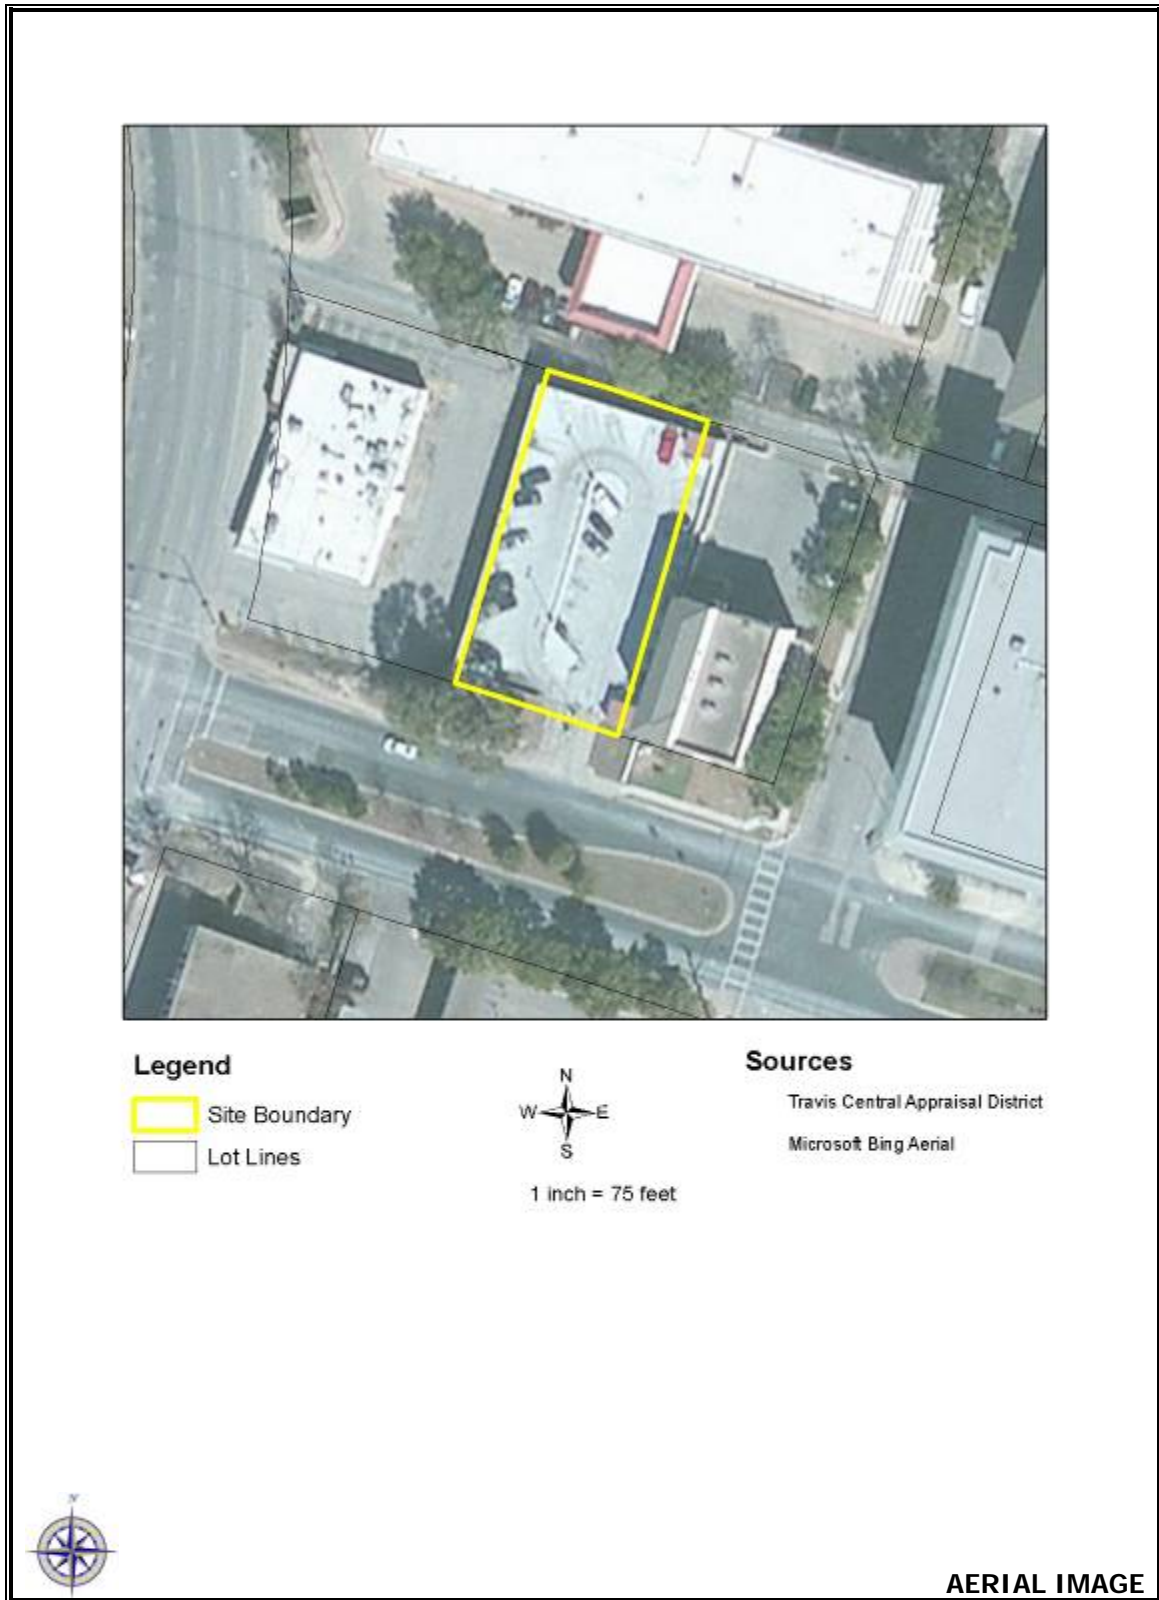 Legend
Site Boundary
Lot Lines
N
W E
S
1 inch = 75 feet
Sources
Travis Central Appraisal District
Microsoft Bing Aerial
N
AERIAL IMAGE